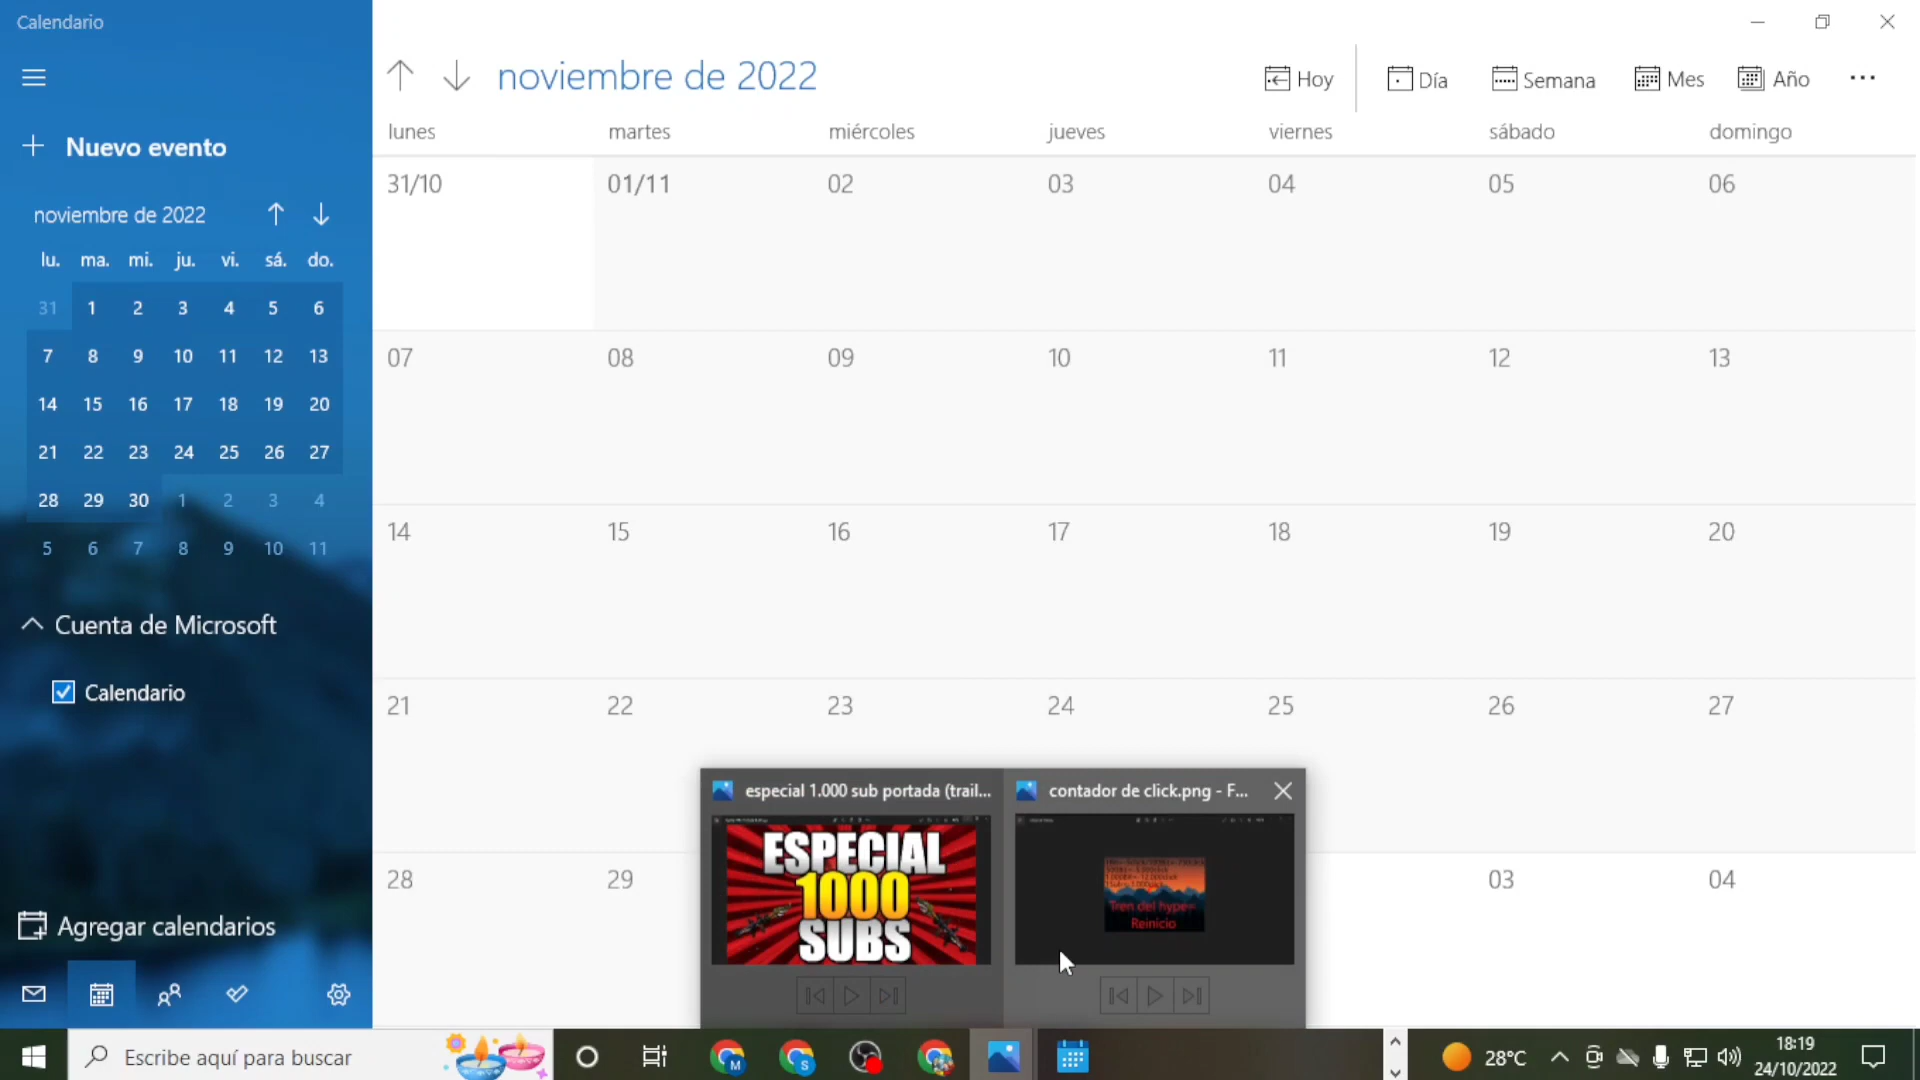 Calendario
noviembre de 2022
Hoy
Día
Semana
Mes
Año
Nuevo evento
noviembre de 2022
lu. ma. mi. ju. vi. sá. do.
31 1 2 3 4 5 6
7 8 9 10 11 12 13
14 15 16 17 18 19 20
21 22 23 24 25 26 27
28 29 30 1 2 3 4
5 6 7 8 9 10 11
Cuenta de Microsoft
Calendario
Agregar calendarios
lunes martes miércoles jueves viernes sábado domingo
31/10 01/11 02 03 04 05 06
07 08 09 10 11 12 13
14 15 16 17 18 19 20
21 22 23 24 25 26 27
28 29 03 04
especial 1.000 sub portada (trail...
ESPECIAL
1000
SUBS
contador de click.png - F...
Tren del hype=
Reinicio
Escribe aquí para buscar
M
S
28°C
18:19
24/10/2022